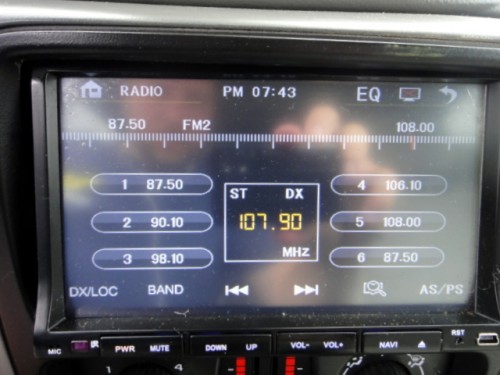 RADIO PM 07:43 EQ
87.50 FM2 108.00
1 87.50
2 90.10
3 98.10
ST DX
107.90
MHz
4 106.10
5 108.00
6 87.50
DX/LOC BAND AS/PS
MIC IR PWR MUTE DOWN UP VOL- VOL+ NAVI RST